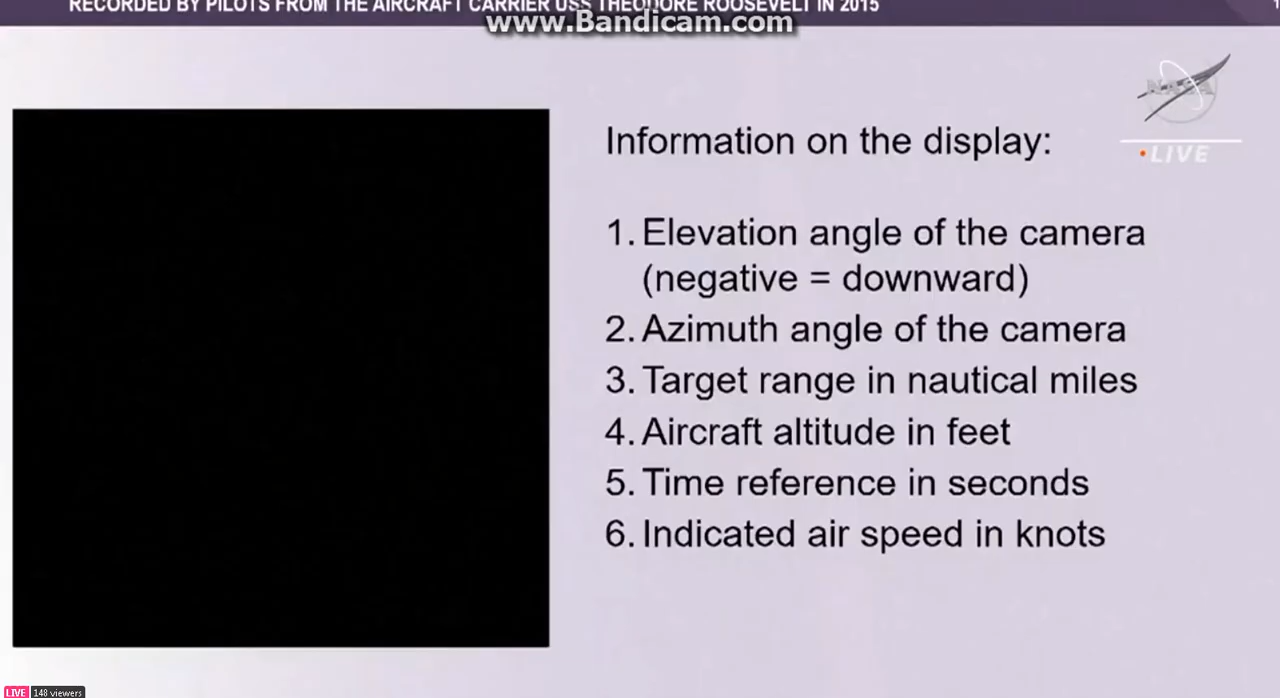 RECORDED BY PILOTS FROM THE AIRCRAFT CARRIER USS THEODORE ROOSEVELT IN 2015
www.Bandicam.com
NASA
LIVE
Information on the display:
1. Elevation angle of the camera
(negative = downward)
2. Azimuth angle of the camera
3. Target range in nautical miles
4. Aircraft altitude in feet
5. Time reference in seconds
6. Indicated air speed in knots
LIVE 148 viewers